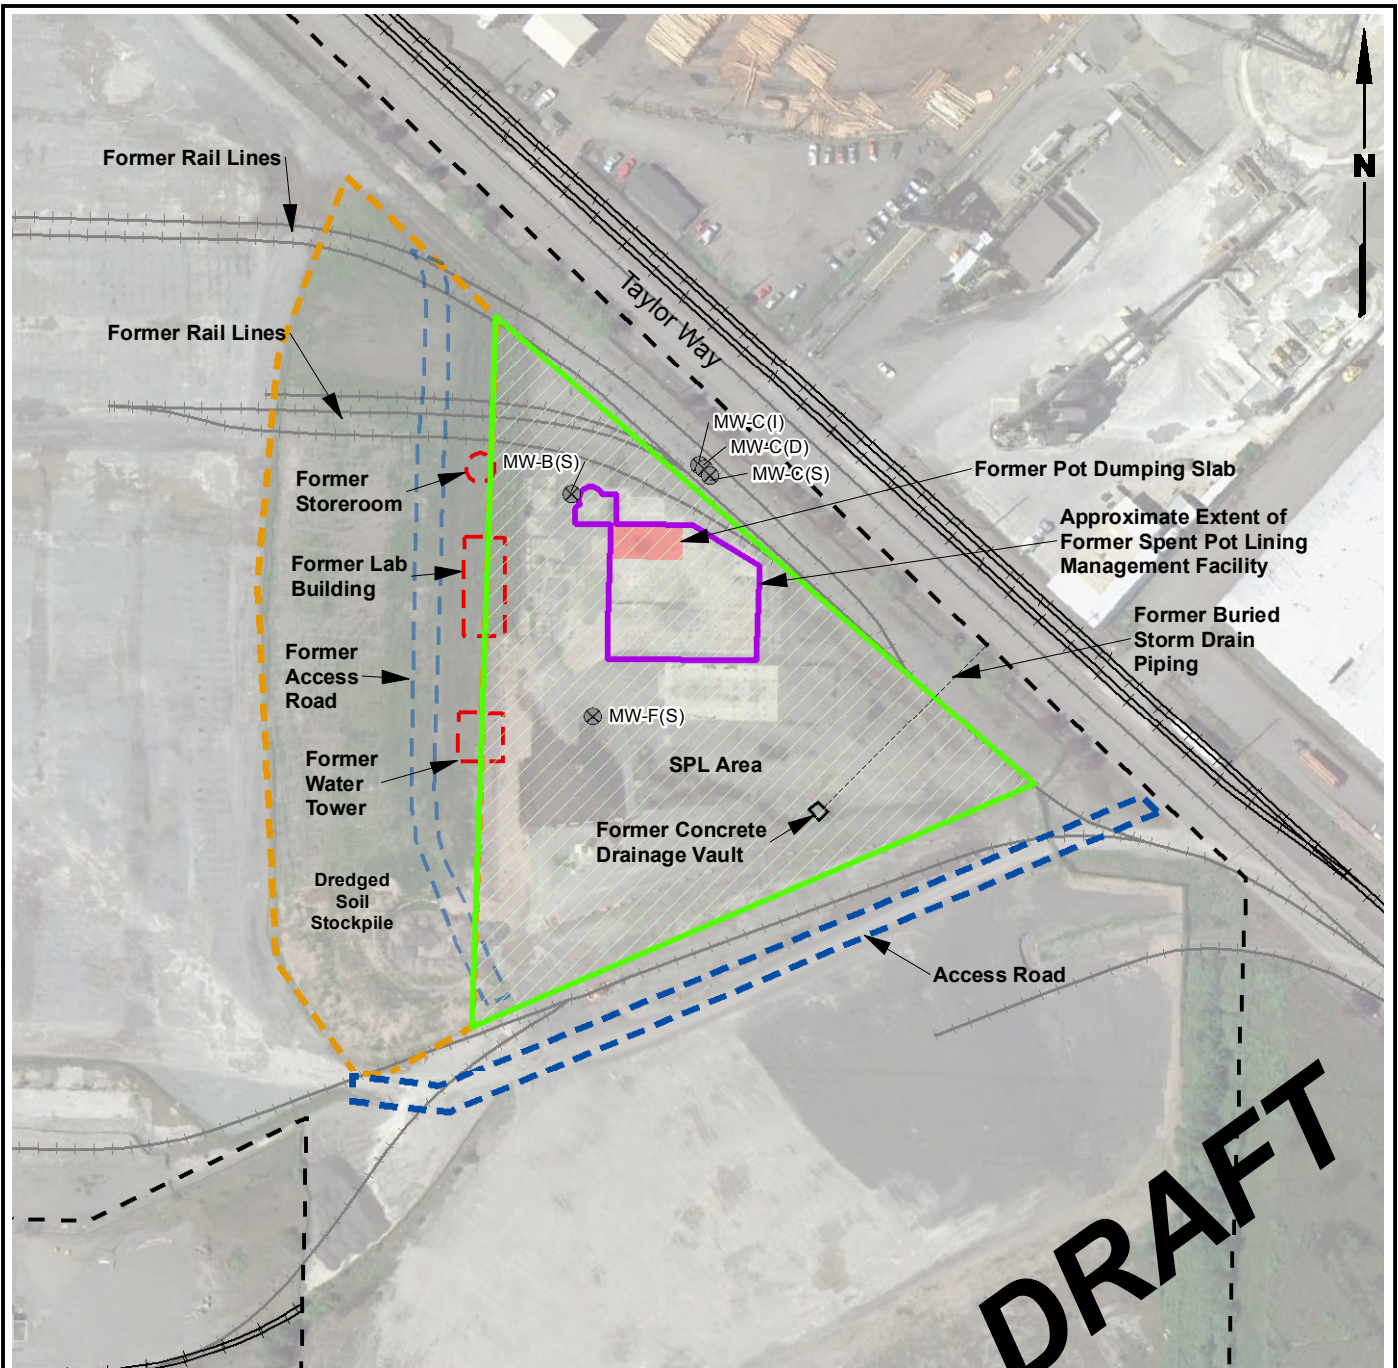 N
Former Rail Lines
Taylor Way
Former Rail Lines
MW-C(I)
MW-C(D)
MW-C(S)
MW-B(S)
Former Pot Dumping Slab
Former
Storeroom
Approximate Extent of
Former Spent Pot Lining
Management Facility
Former Lab
Building
Former Buried
Storm Drain
Piping
Former
Access
Road
MW-F(S)
SPL Area
Former
Water
Tower
Former Concrete
Drainage Vault
Dredged
Soil
Stockpile
Access Road
DRAFT